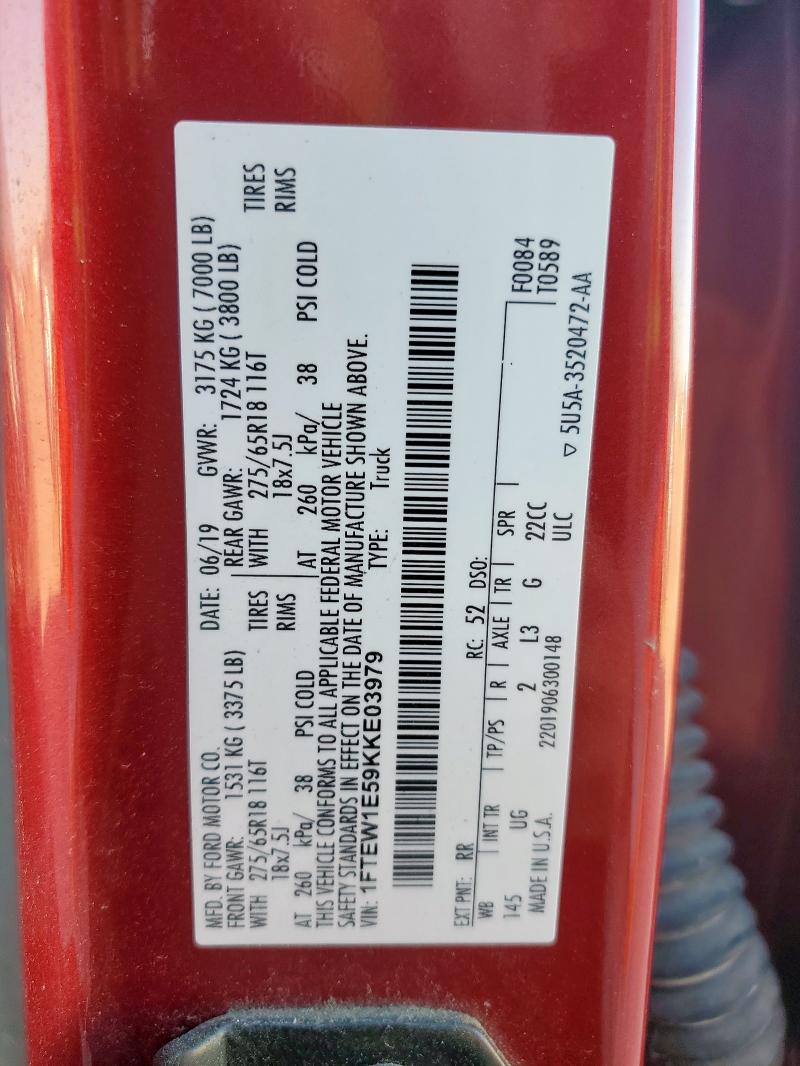 MFD. BY FORD MOTOR CO. DATE: 06/19 GVWR: 3175 KG ( 7000 LB)
FRONT GAWR: 1531 KG ( 3375 LB) REAR GAWR: 1724 KG ( 3800 LB)
WITH 275/65R18 116T TIRES WITH 275/65R18 116T TIRES
18x7.5J RIMS 18x7.5J RIMS
AT 260 kPa/ 38 PSI COLD AT 260 kPa/ 38 PSI COLD
THIS VEHICLE CONFORMS TO ALL APPLICABLE FEDERAL MOTOR VEHICLE
SAFETY STANDARDS IN EFFECT ON THE DATE OF MANUFACTURE SHOWN ABOVE.
VIN: 1FTEW1E59KKE03979 TYPE: Truck
EXT PNT: RR RC: 52 DSO:
WB INT TR TP/PS R AXLE TR SPR F0084
145 UG 2 L3 G 22CC T0589
MADE IN U.S.A. 2201906300148 ULC ▽ 5U5A-3520472-AA